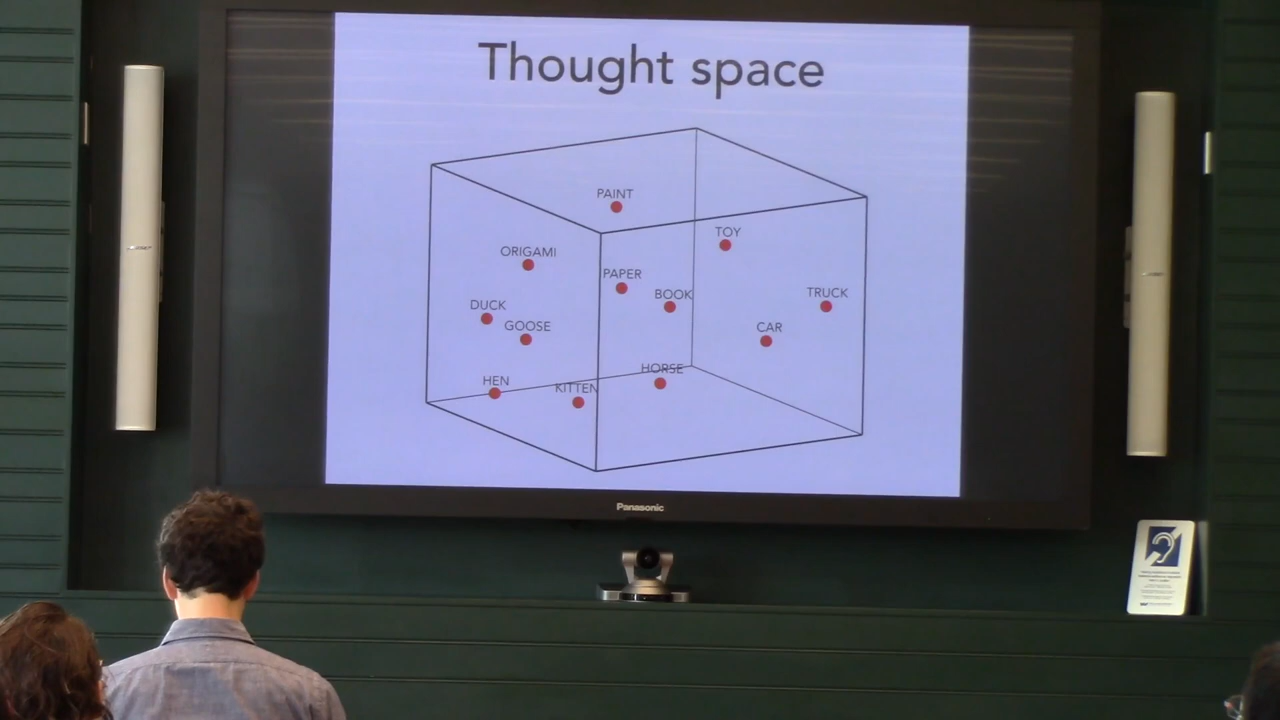 Thought space
PAINT
TOY
ORIGAMI
PAPER
BOOK
TRUCK
DUCK
GOOSE
CAR
HORSE
HEN
KITTEN
Panasonic